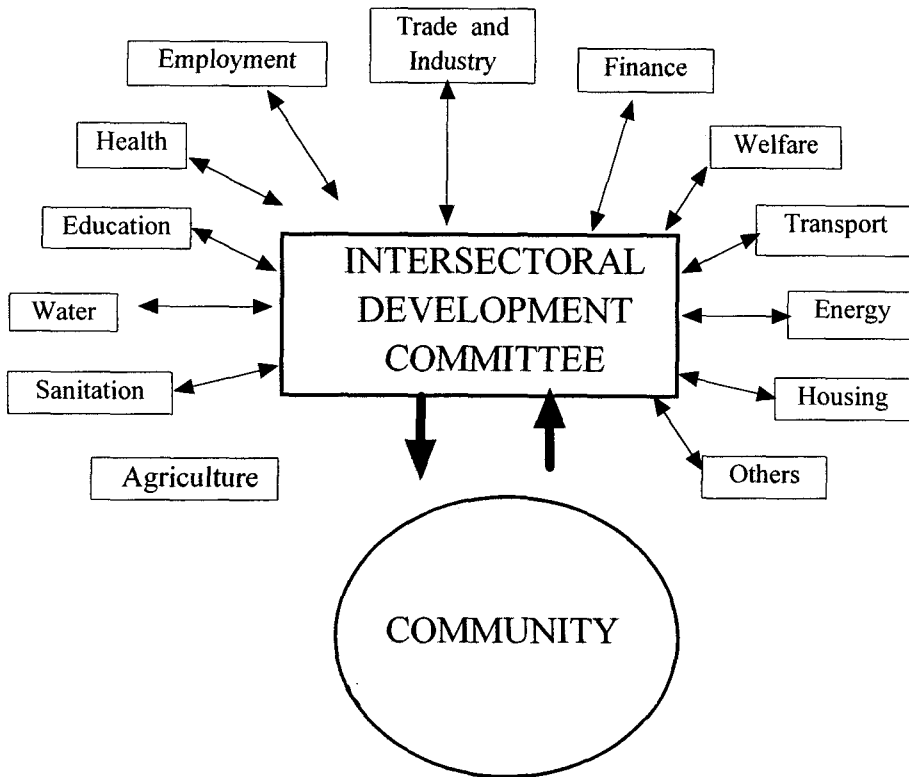 Trade and
Industry
Employment
Finance
Health
Welfare
Education
Transport
INTERSECTORAL
DEVELOPMENT
COMMITTEE
Water
Energy
Sanitation
Housing
Agriculture
Others
COMMUNITY